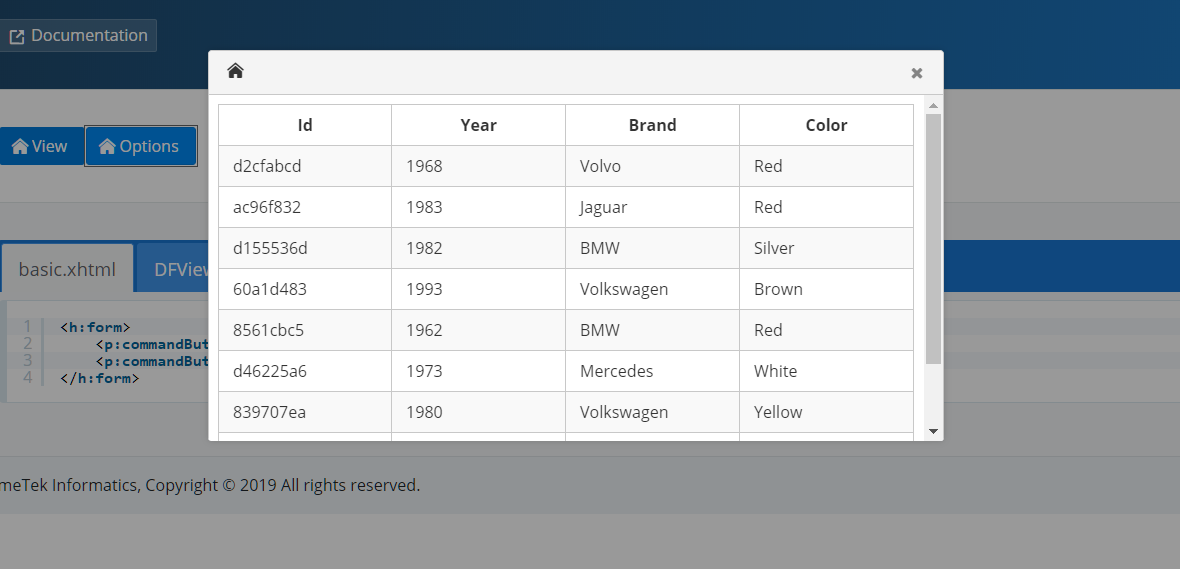 Documentation
View Options
Id Year Brand Color
d2cfabcd 1968 Volvo Red
ac96f832 1983 Jaguar Red
d155536d 1982 BMW Silver
60a1d483 1993 Volkswagen Brown
8561cbc5 1962 BMW Red
d46225a6 1973 Mercedes White
839707ea 1980 Volkswagen Yellow
basic.xhtml DFView
1 <h:form>
2 <p:commandBut
3 <p:commandBut
4 </h:form>
meTek Informatics, Copyright © 2019 All rights reserved.